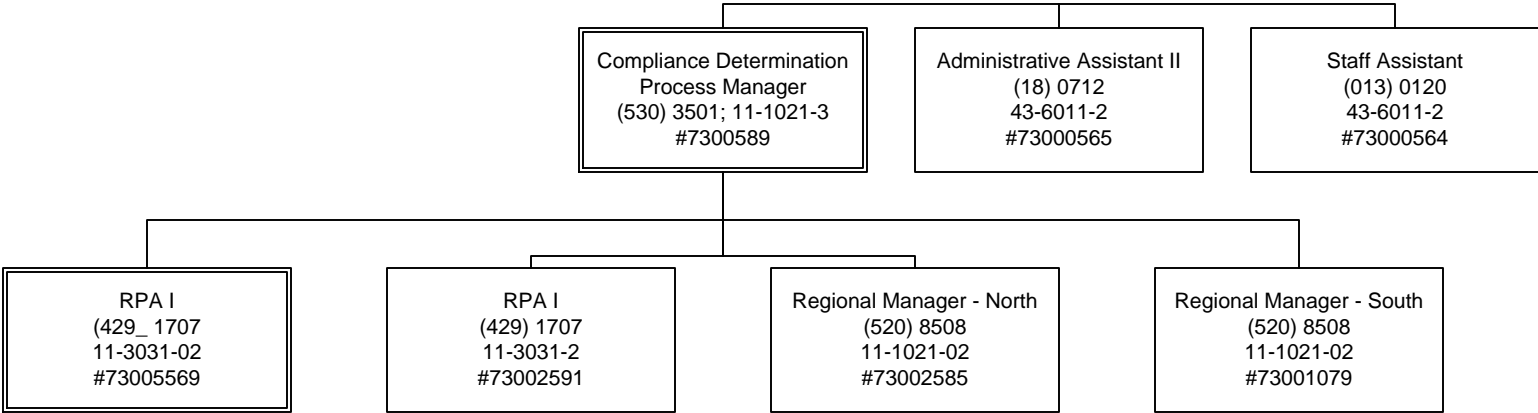 Compliance Determination
Process Manager
(530) 3501; 11-1021-3
#7300589
Administrative Assistant II
(18) 0712
43-6011-2
#73000565
Staff Assistant
(013) 0120
43-6011-2
#73000564
RPA I
(429_ 1707
11-3031-02
#73005569
RPA I
(429) 1707
11-3031-2
#73002591
Regional Manager - North
(520) 8508
11-1021-02
#73002585
Regional Manager - South
(520) 8508
11-1021-02
#73001079